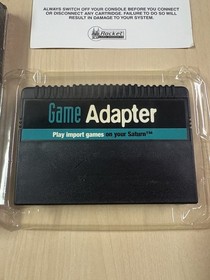 ALWAYS SWITCH OFF YOUR CONSOLE BEFORE YOU CONNECT
OR DISCONNECT ANY CARTRIDGE. FAILURE TO DO SO WILL
RESULT IN DAMAGE TO YOUR SYSTEM:
Rocket
Game Adapter
Play import games on your Saturn™